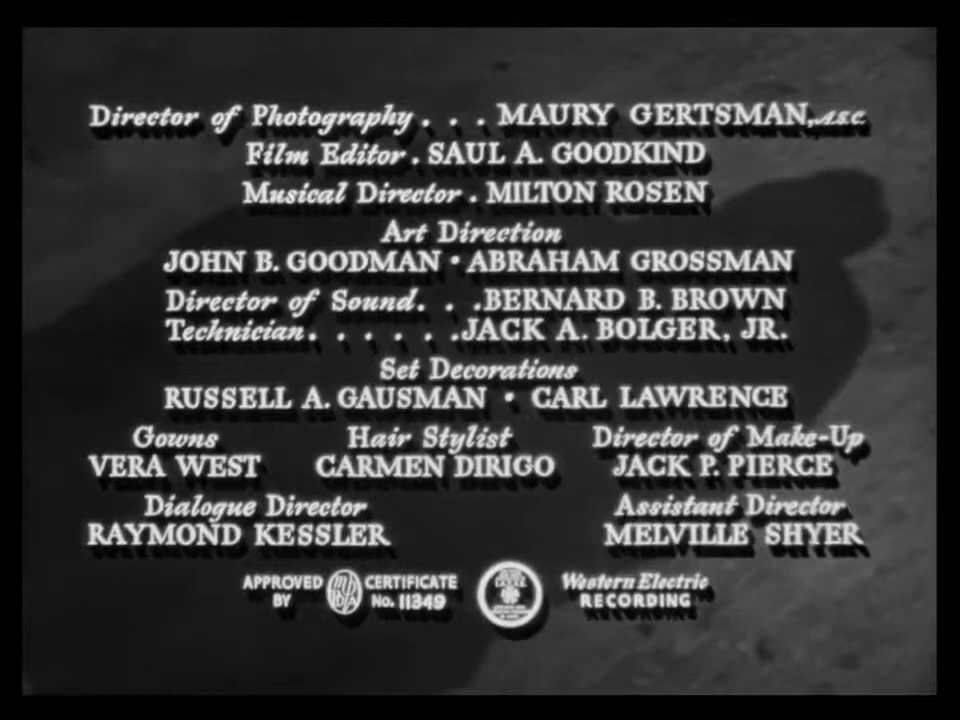 Director of Photography . . . MAURY GERTSMAN, A.S.C.
Film Editor . SAUL A. GOODKIND
Musical Director . MILTON ROSEN
Art Direction
JOHN B. GOODMAN • ABRAHAM GROSSMAN
Director of Sound. . .BERNARD B. BROWN
Technician. . . . . .JACK A. BOLGER, JR.
Set Decorations
RUSSELL A. GAUSMAN • CARL LAWRENCE
Gowns Hair Stylist Director of Make-Up
VERA WEST CARMEN DIRIGO JACK P. PIERCE
Dialogue Director Assistant Director
RAYMOND KESSLER MELVILLE SHYER
APPROVED CERTIFICATE Western Electric
BY No. 11349 RECORDING